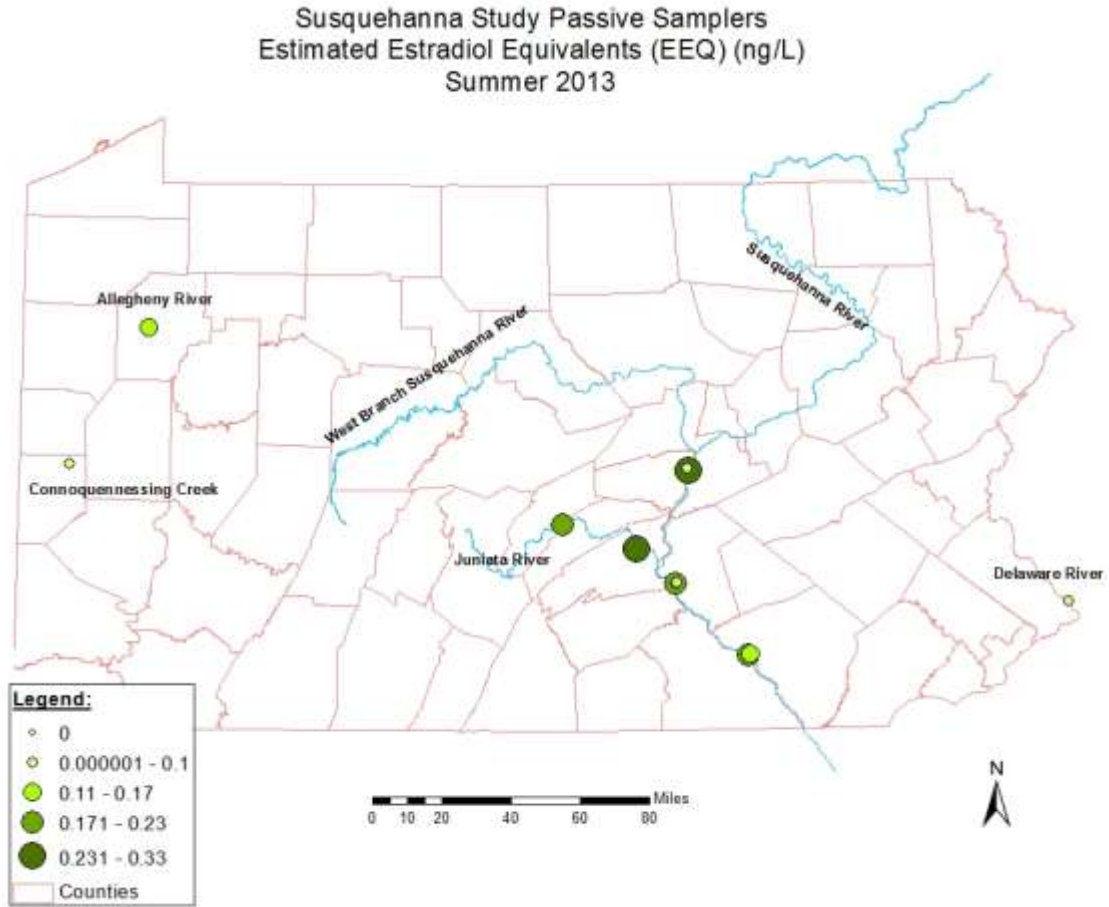 Susquehanna Study Passive Samplers
Estimated Estradiol Equivalents (EEQ) (ng/L)
Summer 2013
Susquehanna River
Allegheny River
West Branch Susquehanna River
Connoquennessing Creek
Juniata River
Delaware River
Legend:
0
0.000001 - 0.1
0.11 - 0.17
0.171 - 0.23
0.231 - 0.33
Counties
Miles
0 10 20 40 60 80
N